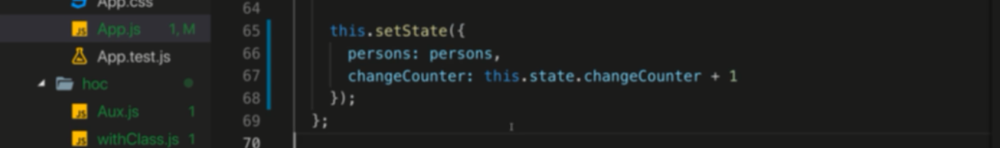 App.css
App.js 1, M
App.test.js
hoc
Aux.js 1
withClass.js 1
64
65 this.setState({
66 persons: persons,
67 changeCounter: this.state.changeCounter + 1
68 });
69 };
70